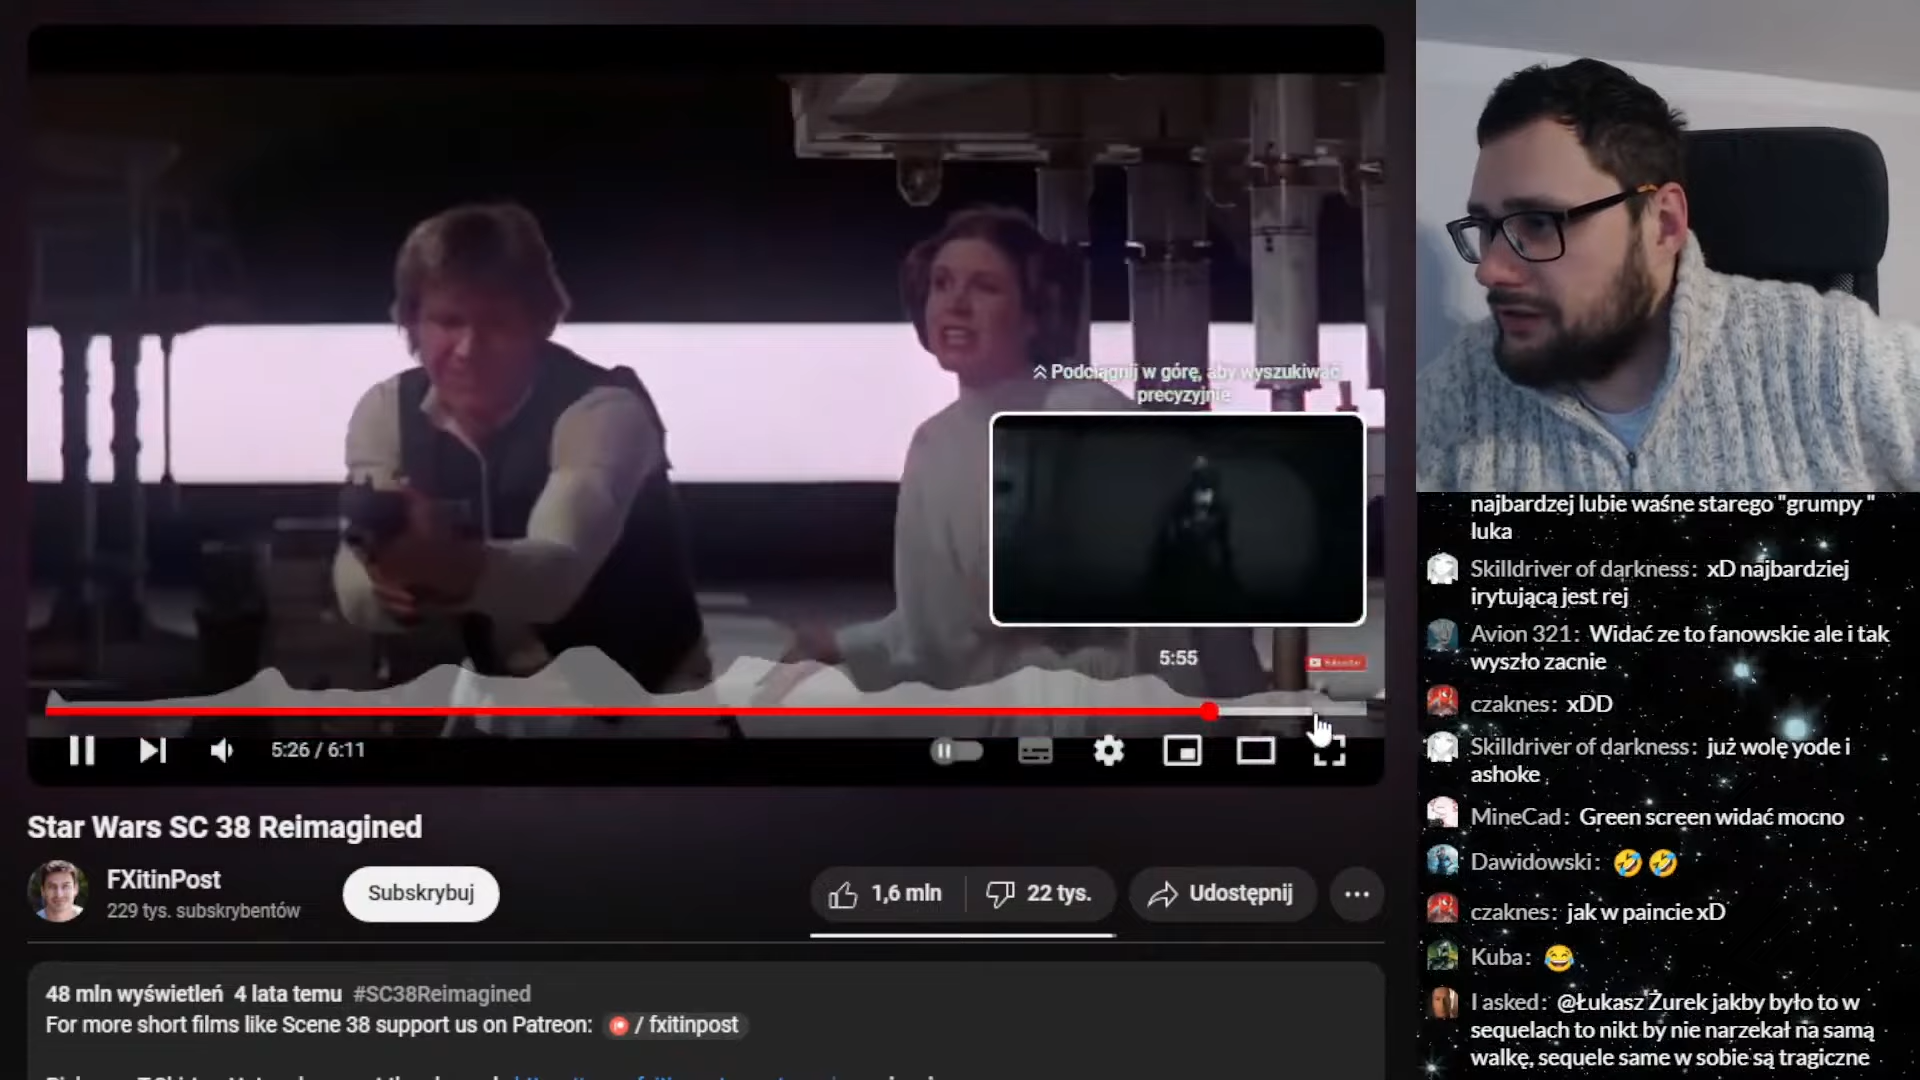 Podciągnij w górę, aby wyszukiwać
precyzyjnie
5:55
5:26 / 6:11
Star Wars SC 38 Reimagined
FXitinPost
229 tys. subskrybentów
Subskrybuj
1,6 mln
22 tys.
Udostępnij
48 mln wyświetleń 4 lata temu #SC38Reimagined
For more short films like Scene 38 support us on Patreon: / fxitinpost
najbardzej lubie waśne starego "grumpy "
luka
Skilldriver of darkness: xD najbardziej
irytującą jest rej
Avion 321: Widać ze to fanowskie ale i tak
wyszło zacnie
czaknes: xDD
Skilldriver of darkness: już wolę yode i
ashoke
MineCad: Green screen widać mocno
Dawidowski: 🤣🤣
czaknes: jak w paincie xD
Kuba: 😂
I asked: @Łukasz Żurek jakby było to w
sequelach to nikt by nie narzekał na samą
walkę, sequele same w sobie są tragiczne